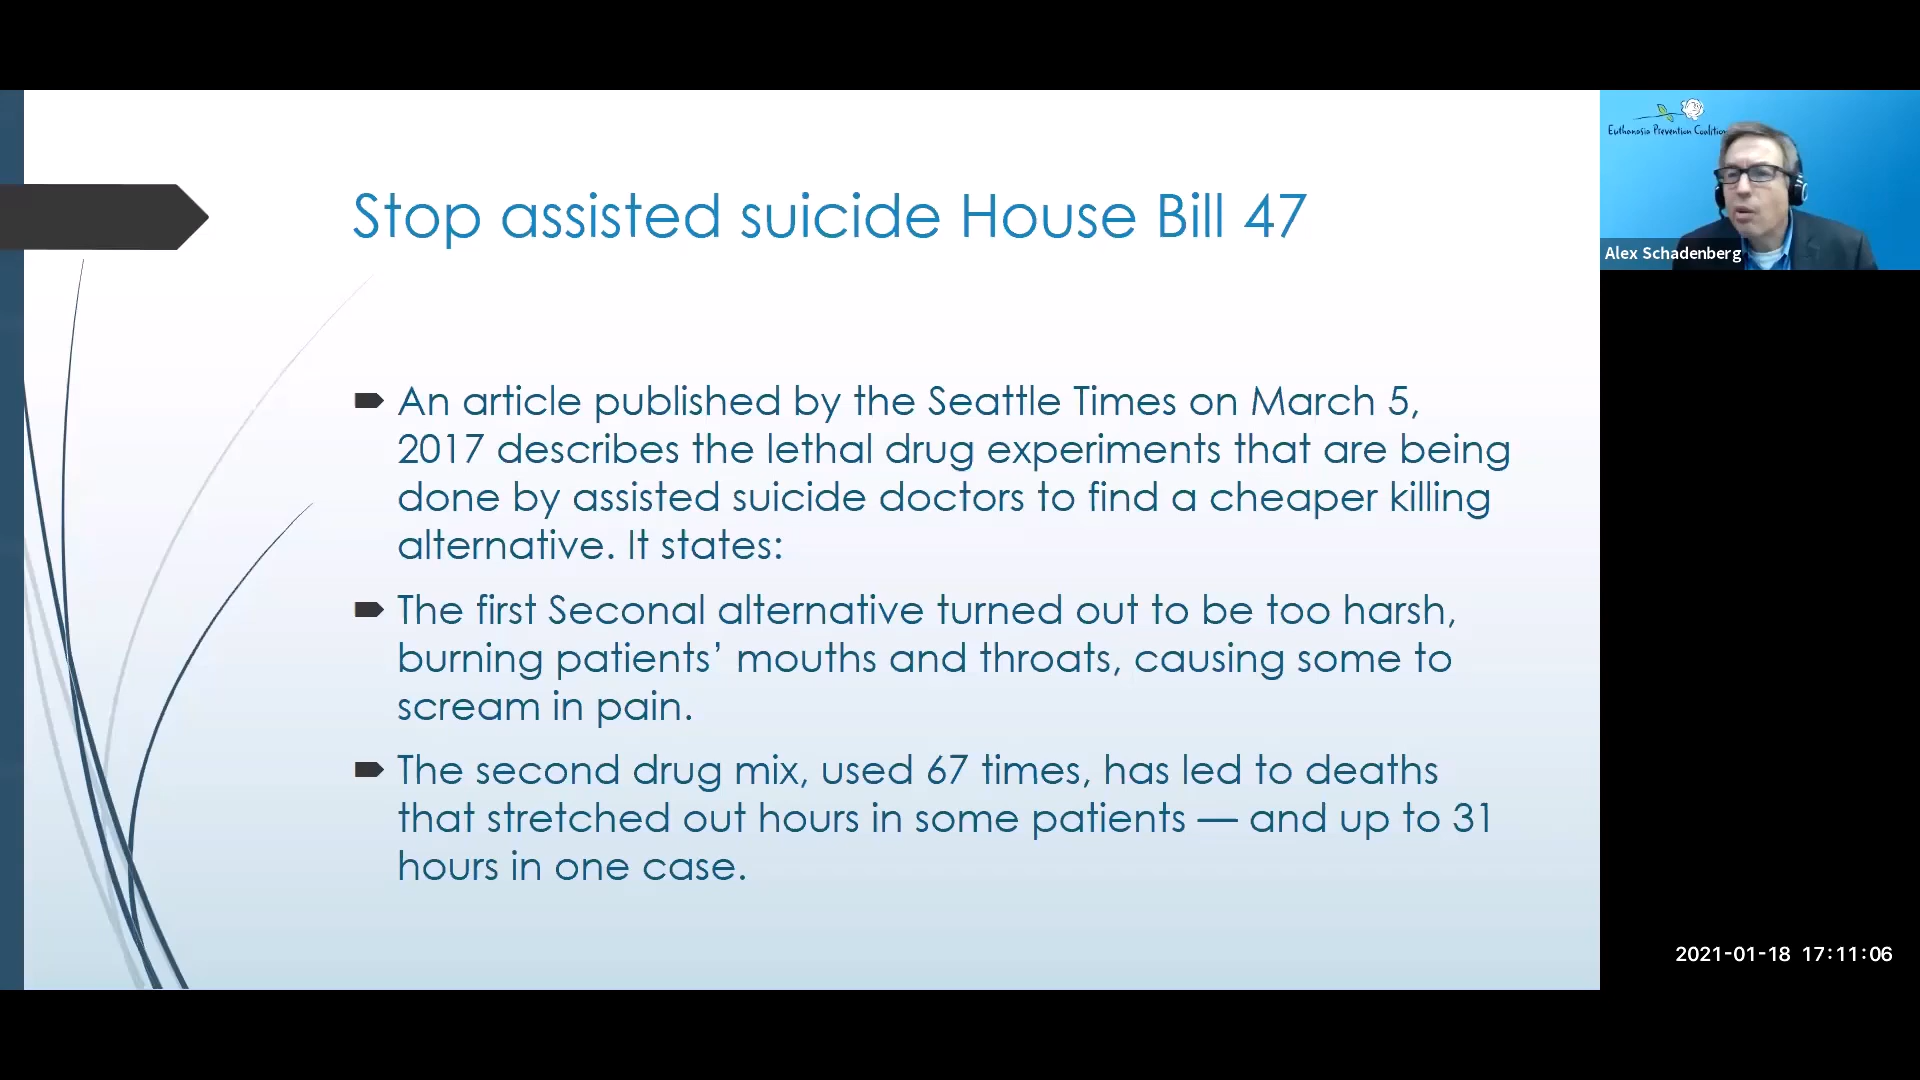 Stop assisted suicide House Bill 47
An article published by the Seattle Times on March 5,
2017 describes the lethal drug experiments that are being
done by assisted suicide doctors to find a cheaper killing
alternative. It states:
The first Seconal alternative turned out to be too harsh,
burning patients’ mouths and throats, causing some to
scream in pain.
The second drug mix, used 67 times, has led to deaths
that stretched out hours in some patients — and up to 31
hours in one case.
Euthanasia Prevention Coalition
Alex Schadenberg
2021-01-18 17:11:06